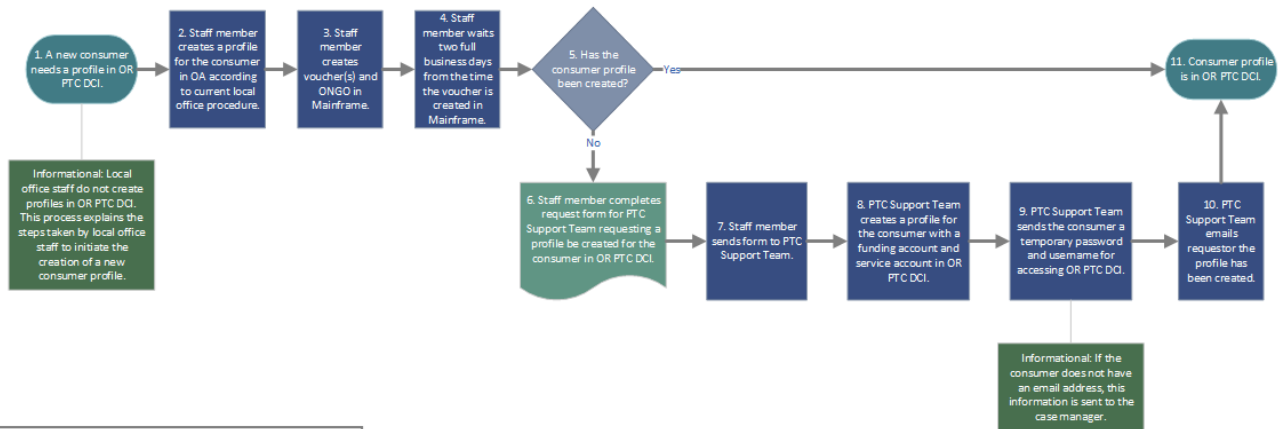 1. A new consumer
needs a profile in OR
PTC DCI.
2. Staff member
creates a profile
for the consumer
in OA according
to current local
office procedure.
3. Staff
member
creates
voucher(s) and
ONGO in
Mainframe.
4. Staff
member waits
two full
business days
from the time
the voucher is
created in
Mainframe.
5. Has the
consumer profile
been created?
Yes
11. Consumer profile
is in OR PTC DCI.
No
Informational: Local
office staff do not create
profiles in OR PTC DCI.
This process explains the
steps taken by local office
staff to initiate the
creation of a new
consumer profile.
6. Staff member completes
request form for PTC
Support Team requesting a
profile be created for the
consumer in OR PTC DCI.
7. Staff member
sends form to PTC
Support Team.
8. PTC Support Team
creates a profile for
the consumer with a
funding account and
service account in OR
PTC DCI.
9. PTC Support Team
sends the consumer a
temporary password
and username for
accessing OR PTC DCI.
10. PTC
Support Team
emails
requestor the
profile has
been created.
Informational: If the
consumer does not have
an email address, this
information is sent to the
case manager.